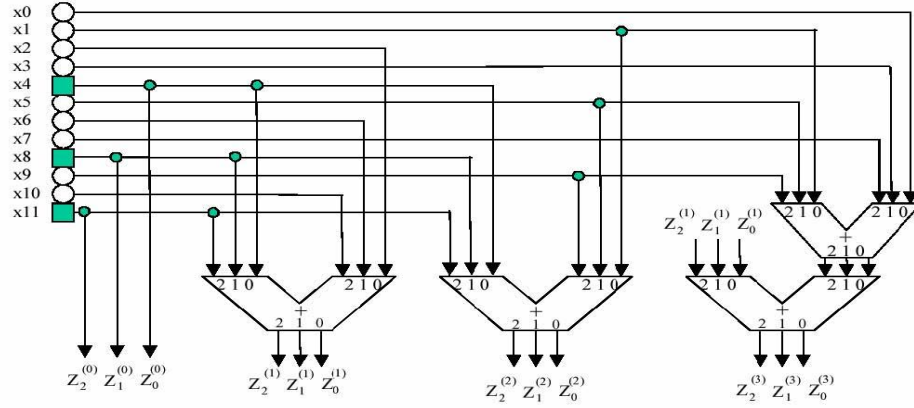 x0
x1
x2
x3
x4
x5
x6
x7
x8
x9
x10
x11
2 1 0 2 1 0
+
2 1 0
Z₂⁽¹⁾ Z₁⁽¹⁾ Z₀⁽¹⁾
2 1 0 2 1 0
+
2 1 0
2 1 0 2 1 0
+
2 1 0
2 1 0 2 1 0
+
2 1 0
Z₂⁽⁰⁾ Z₁⁽⁰⁾ Z₀⁽⁰⁾
Z₂⁽¹⁾ Z₁⁽¹⁾ Z₀⁽¹⁾
Z₂⁽²⁾ Z₁⁽²⁾ Z₀⁽²⁾
Z₂⁽³⁾ Z₁⁽³⁾ Z₀⁽³⁾